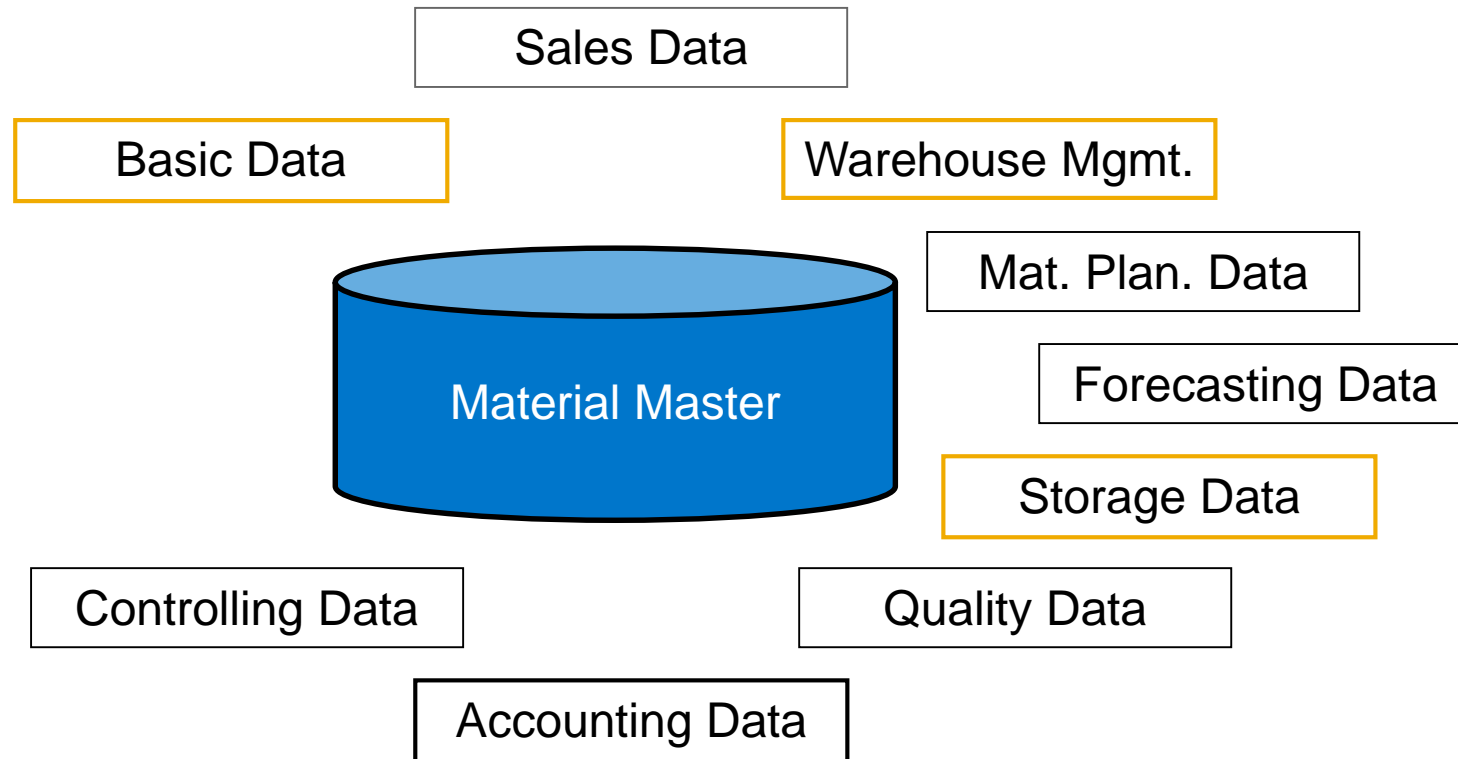 Sales Data
Basic Data
Warehouse Mgmt.
Mat. Plan. Data
Material Master
Forecasting Data
Storage Data
Controlling Data
Quality Data
Accounting Data